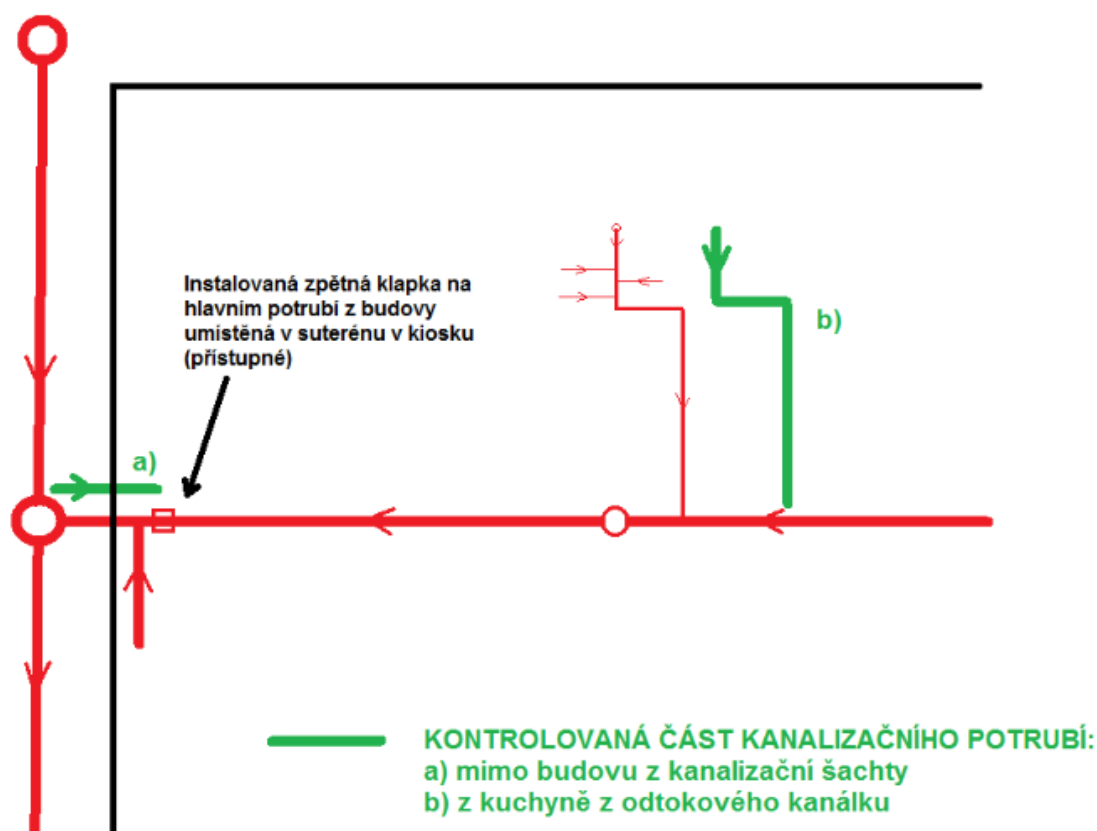 Instalovaná zpětná klapka na
hlavním potrubí z budovy
umístěná v suterénu v kiosku
(přístupné)
b)
a)
KONTROLOVANÁ ČÁST KANALIZAČNÍHO POTRUBÍ:
a) mimo budovu z kanalizační šachty
b) z kuchyně z odtokového kanálku